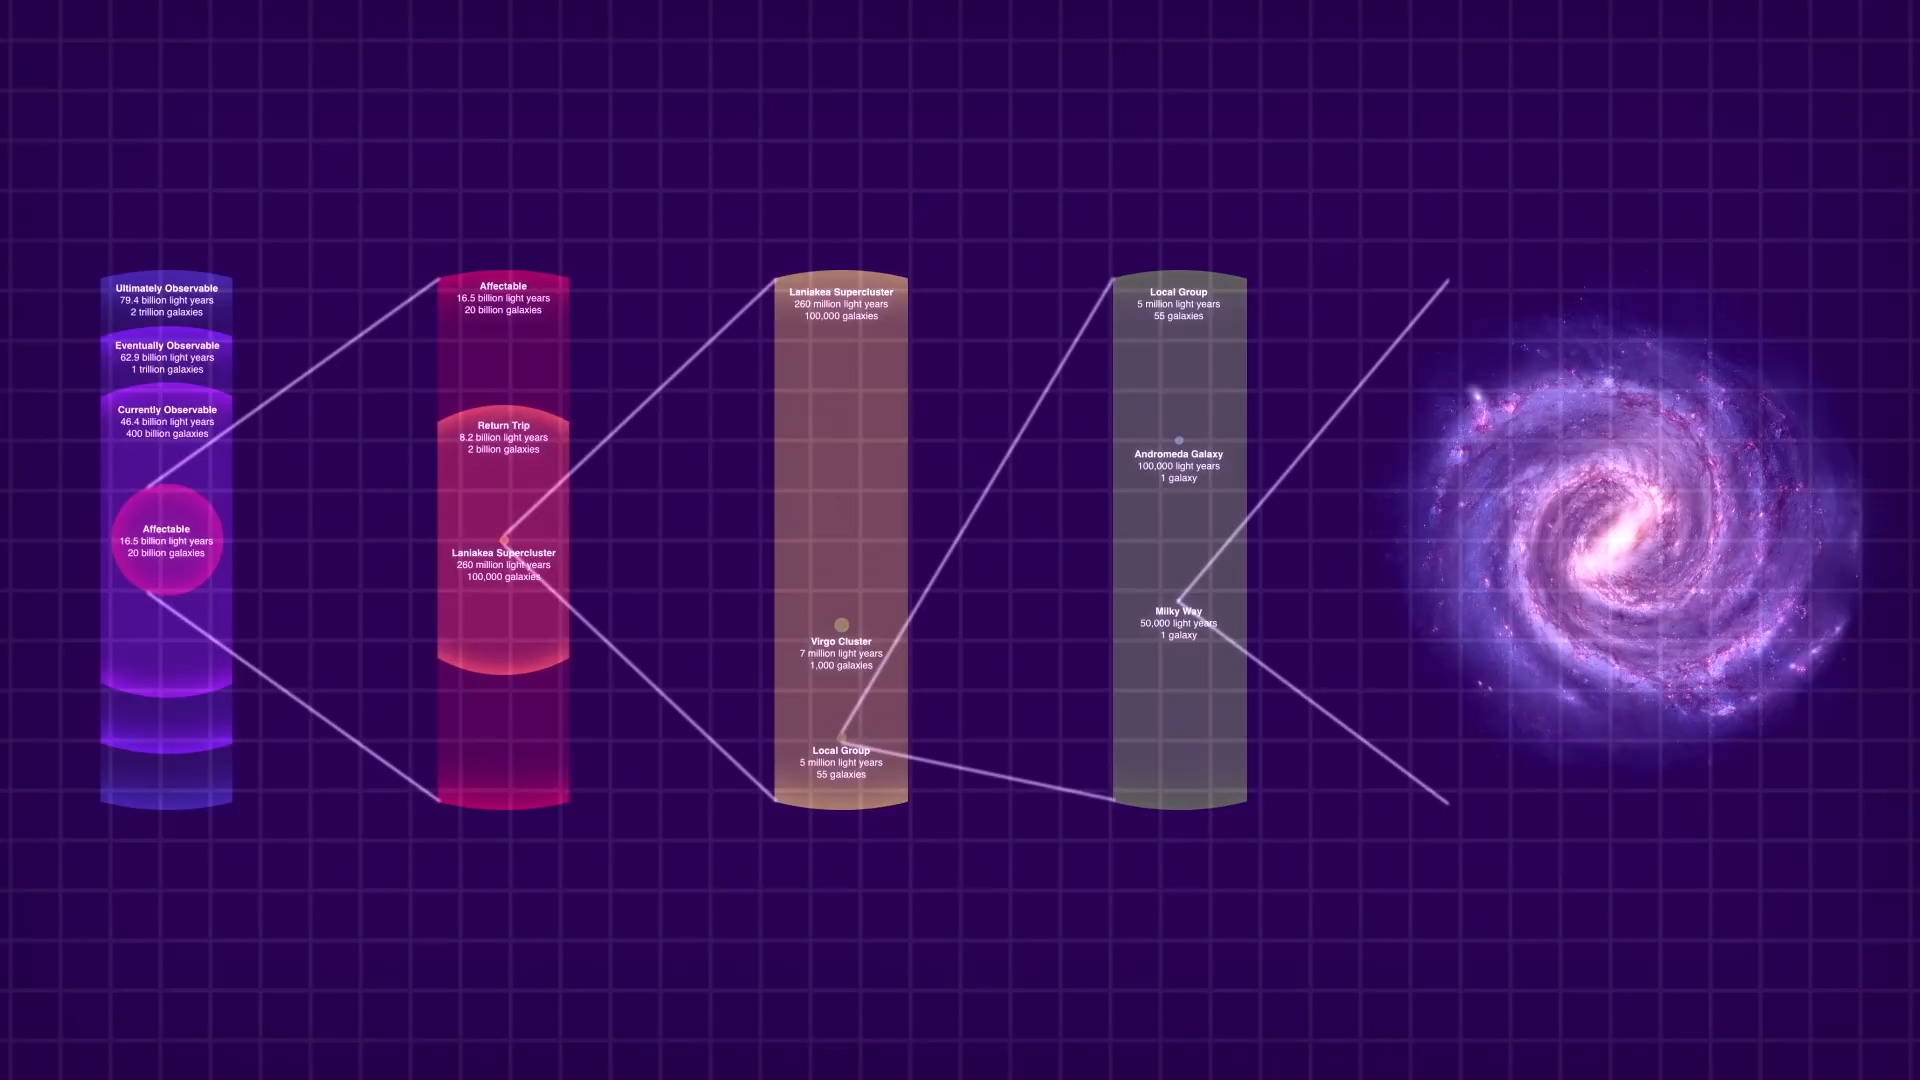 Ultimately Observable
79.4 billion light years
2 trillion galaxies
Eventually Observable
62.9 billion light years
1 trillion galaxies
Currently Observable
46.4 billion light years
400 billion galaxies
Affectable
16.5 billion light years
20 billion galaxies
Affectable
16.5 billion light years
20 billion galaxies
Return Trip
8.2 billion light years
2 billion galaxies
Laniakea Supercluster
260 million light years
100,000 galaxies
Laniakea Supercluster
260 million light years
100,000 galaxies
Virgo Cluster
7 million light years
1,000 galaxies
Local Group
5 million light years
55 galaxies
Local Group
5 million light years
55 galaxies
Andromeda Galaxy
100,000 light years
1 galaxy
Milky Way
50,000 light years
1 galaxy